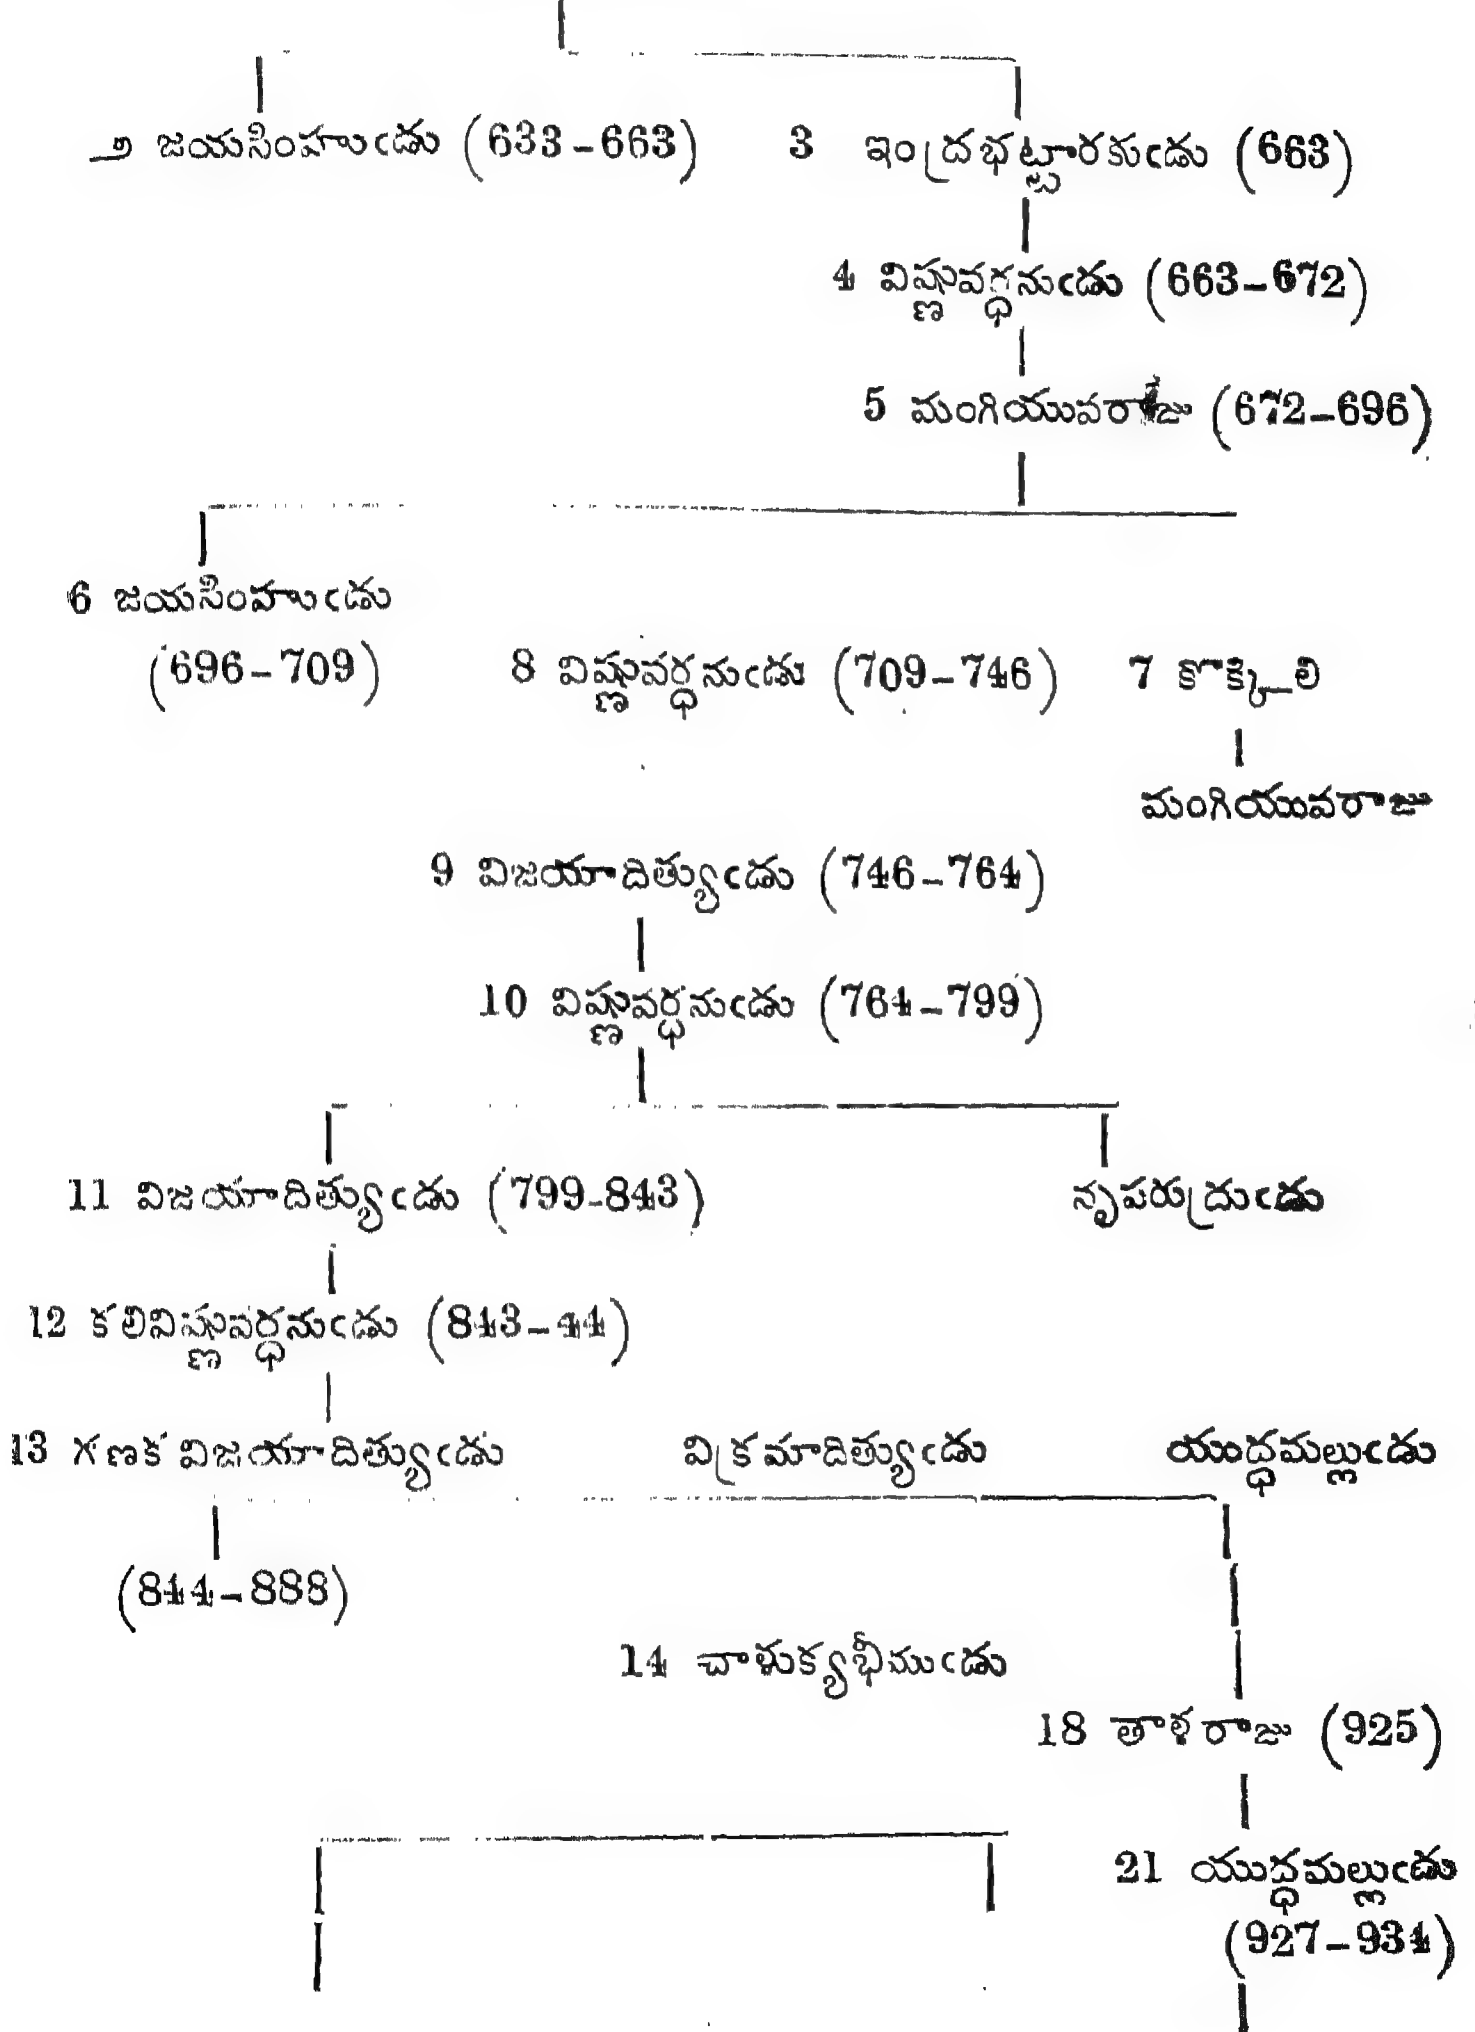 ౨ జయసింహుఁడు (633-663) 3 ఇంద్రభట్టారకుఁడు (663)
4 విష్ణువర్ధనుఁడు (663-672)
5 మంగియువరాజు (672-696)
6 జయసింహుఁడు
(696-709) 8 విష్ణువర్ధనుఁడు (709-746) 7 కొక్కిలి
మంగియువరాజు
9 విజయాదిత్యుఁడు (746-764)
10 విష్ణువర్ధనుఁడు (764-799)
11 విజయాదిత్యుఁడు (799-843) నృపరుద్రుఁడు
12 కలివిష్ణువర్ధనుఁడు (843-44)
13 గణక విజయాదిత్యుఁడు విక్రమాదిత్యుఁడు యుద్ధమల్లుఁడు
(844-888)
14 చాళుక్యభీముఁడు
18 తాళరాజు (925)
21 యుద్ధమల్లుఁడు
(927-934)